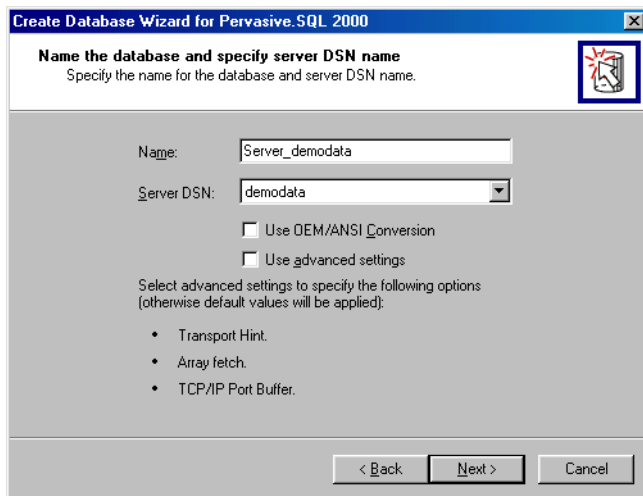 Create Database Wizard for Pervasive.SQL 2000
Name the database and specify server DSN name
Specify the name for the database and server DSN name.
Name:
Server_demodata
Server DSN:
demodata
Use OEM/ANSI Conversion
Use advanced settings
Select advanced settings to specify the following options
(otherwise default values will be applied):
• Transport Hint.
• Array fetch.
• TCP/IP Port Buffer.
< Back
Next >
Cancel